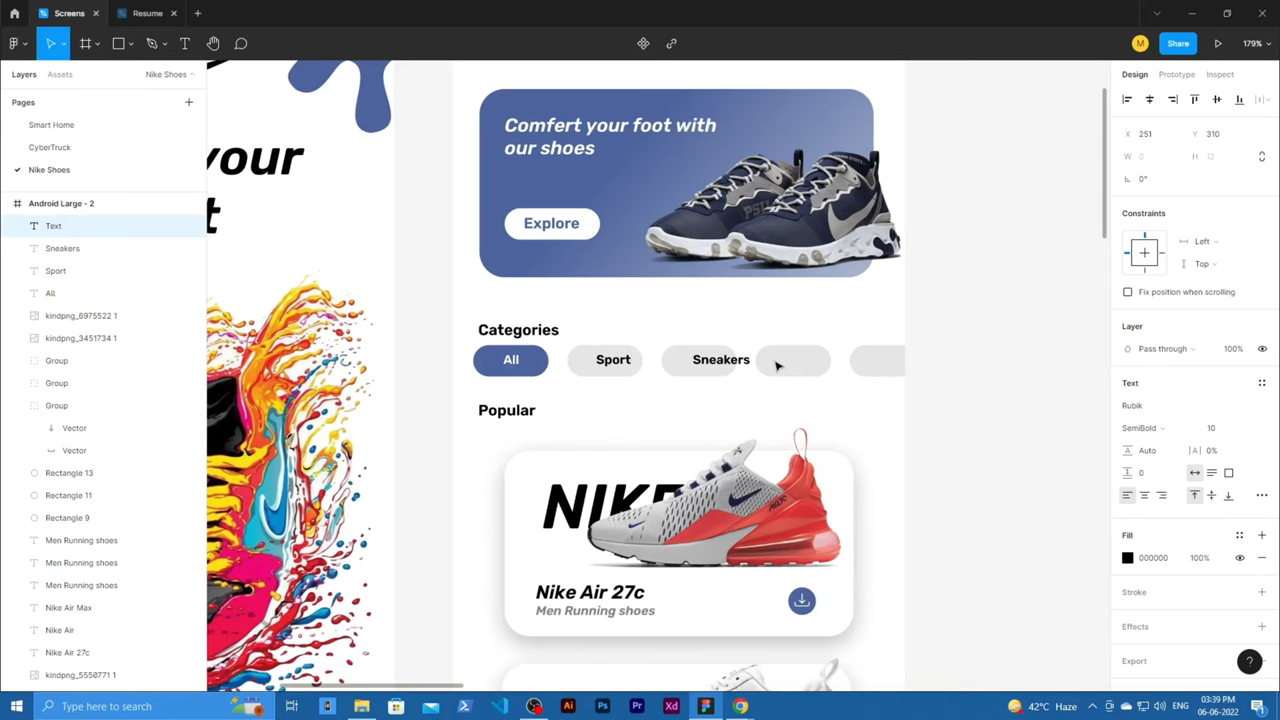 Screens
Resume
M
Share
179%
Layers
Assets
Nike Shoes
Pages
Smart Home
CyberTruck
Nike Shoes
Android Large - 2
Text
Sneakers
Sport
All
kindpng_6975522 1
kindpng_3451734 1
Group
Group
Group
Vector
Vector
Rectangle 13
Rectangle 11
Rectangle 9
Men Running shoes
Men Running shoes
Men Running shoes
Nike Air Max
Nike Air
Nike Air 27c
kindpng_5550771 1
your
t
Comfert your foot with
our shoes
Explore
Categories
All
Sport
Sneakers
Popular
NIKE
Nike Air 27c
Men Running shoes
Design
Prototype
Inspect
X 251 Y 310
W 0 H 12
0°
Constraints
Left
Top
Fix position when scrolling
Layer
Pass through 100%
Text
Rubik
SemiBold 10
Auto |A| 0%
0
Fill
000000 100%
Stroke
Effects
Export
?
Type here to search
Ai
Ps
Pr
Xd
42°C Haze
03:39 PM
06-06-2022